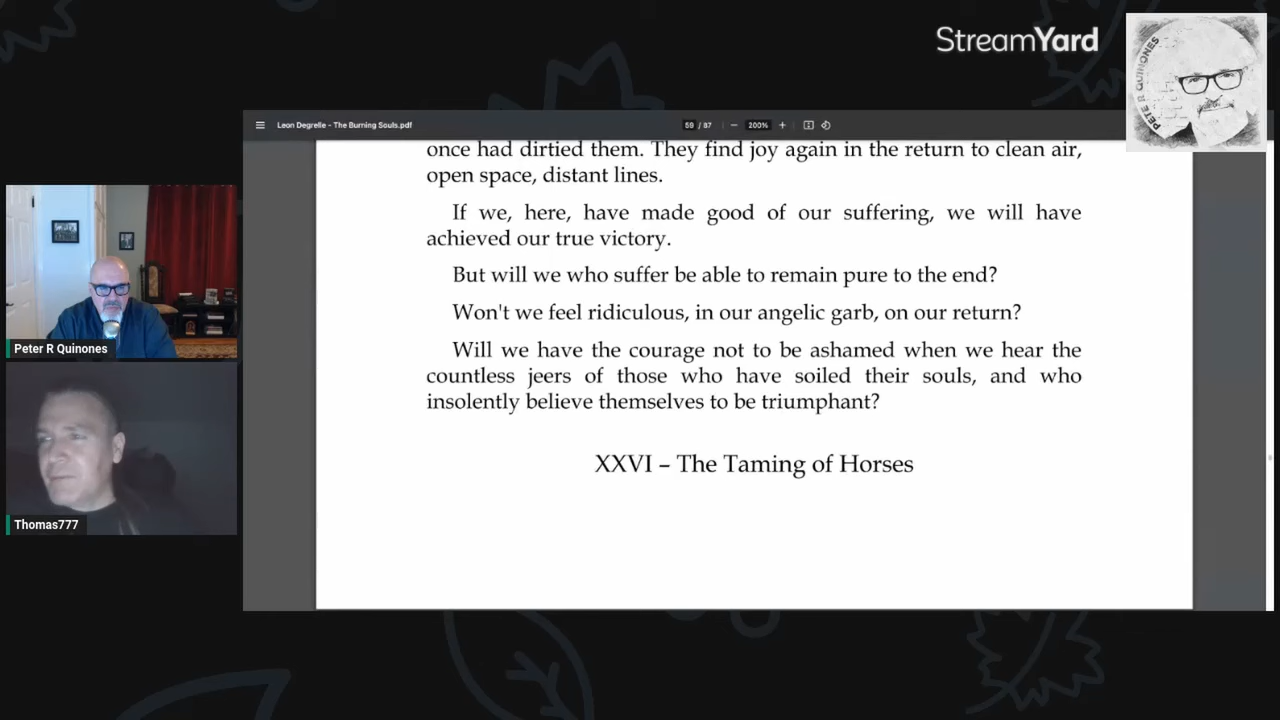 StreamYard
PETER R QUINONES
Leon Degrelle - The Burning Souls.pdf
59 / 87
200%
once had dirtied them. They find joy again in the return to clean air,
open space, distant lines.
If we, here, have made good of our suffering, we will have
achieved our true victory.
But will we who suffer be able to remain pure to the end?
Won't we feel ridiculous, in our angelic garb, on our return?
Will we have the courage not to be ashamed when we hear the
countless jeers of those who have soiled their souls, and who
insolently believe themselves to be triumphant?
XXVI – The Taming of Horses
Peter R Quinones
Thomas777